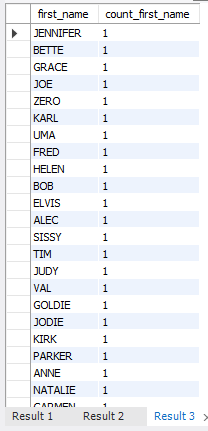 first_name count_first_name
JENNIFER 1
BETTE 1
GRACE 1
JOE 1
ZERO 1
KARL 1
UMA 1
FRED 1
HELEN 1
BOB 1
ELVIS 1
ALEC 1
SISSY 1
TIM 1
JUDY 1
VAL 1
GOLDIE 1
JODIE 1
KIRK 1
PARKER 1
ANNE 1
NATALIE 1
CARMEN 1
Result 1 Result 2 Result 3